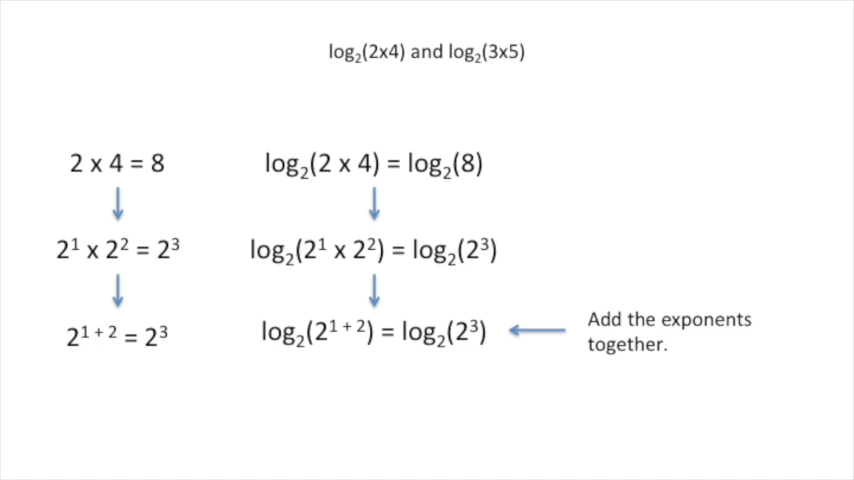 log₂(2x4) and log₂(3x5)
2 x 4 = 8
log₂(2 x 4) = log₂(8)
2¹ x 2² = 2³
log₂(2¹ x 2²) = log₂(2³)
2¹ ⁺ ² = 2³
log₂(2¹ ⁺ ²) = log₂(2³)
Add the exponents
together.